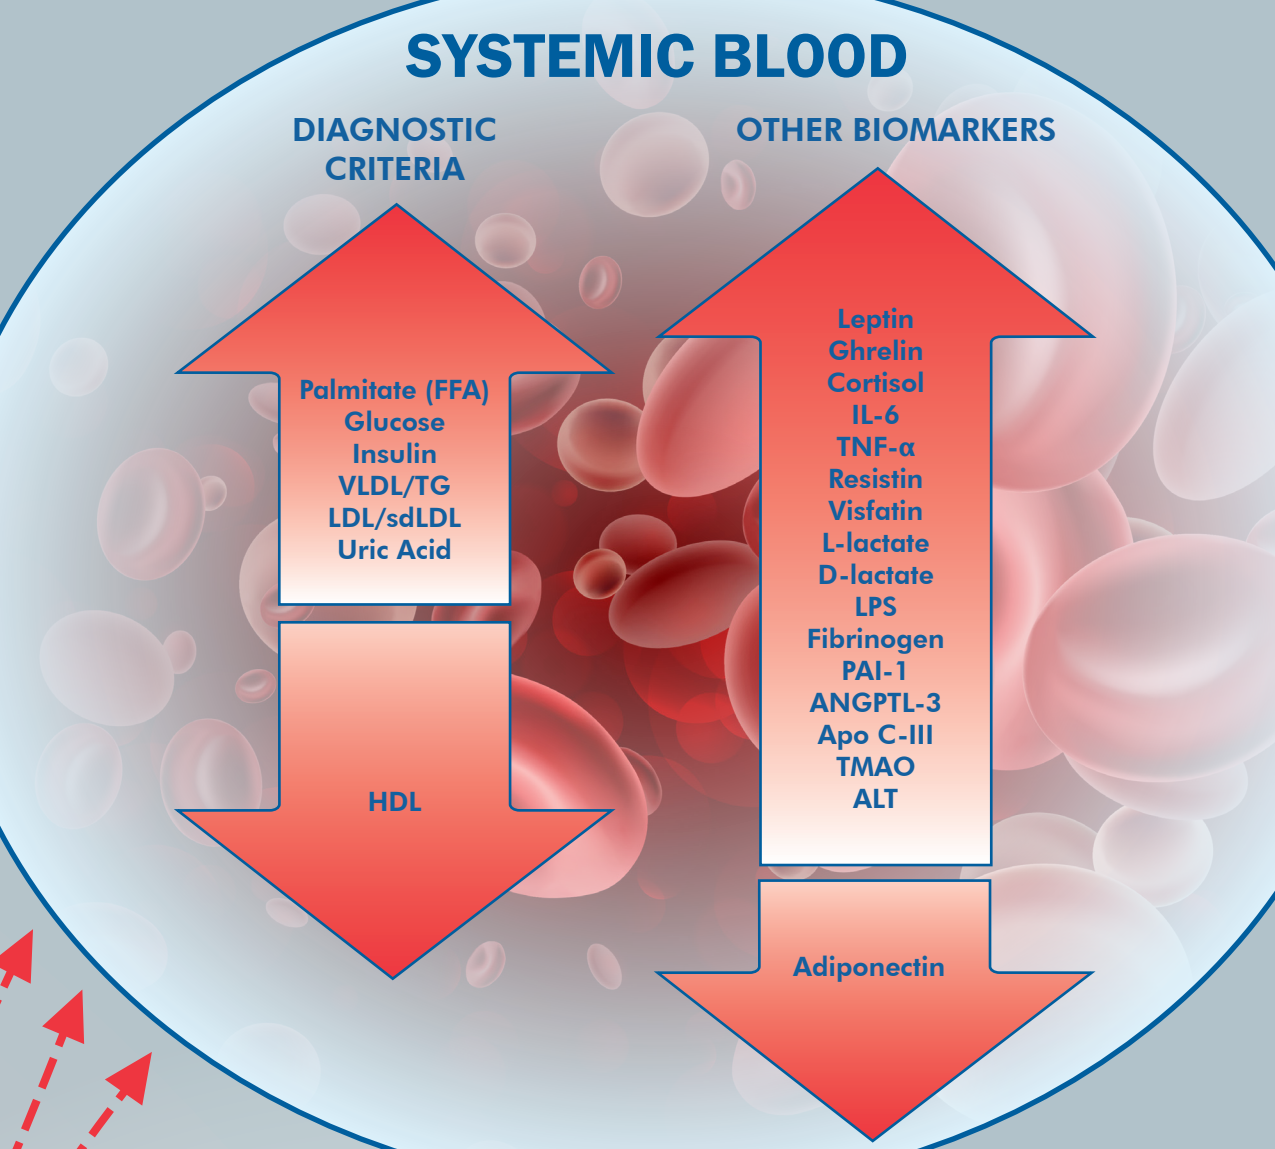 SYSTEMIC BLOOD
DIAGNOSTIC
CRITERIA
Palmitate (FFA)
Glucose
Insulin
VLDL/TG
LDL/sdLDL
Uric Acid
HDL
OTHER BIOMARKERS
Leptin
Ghrelin
Cortisol
IL-6
TNF-α
Resistin
Visfatin
L-lactate
D-lactate
LPS
Fibrinogen
PAI-1
ANGPTL-3
Apo C-III
TMAO
ALT
Adiponectin